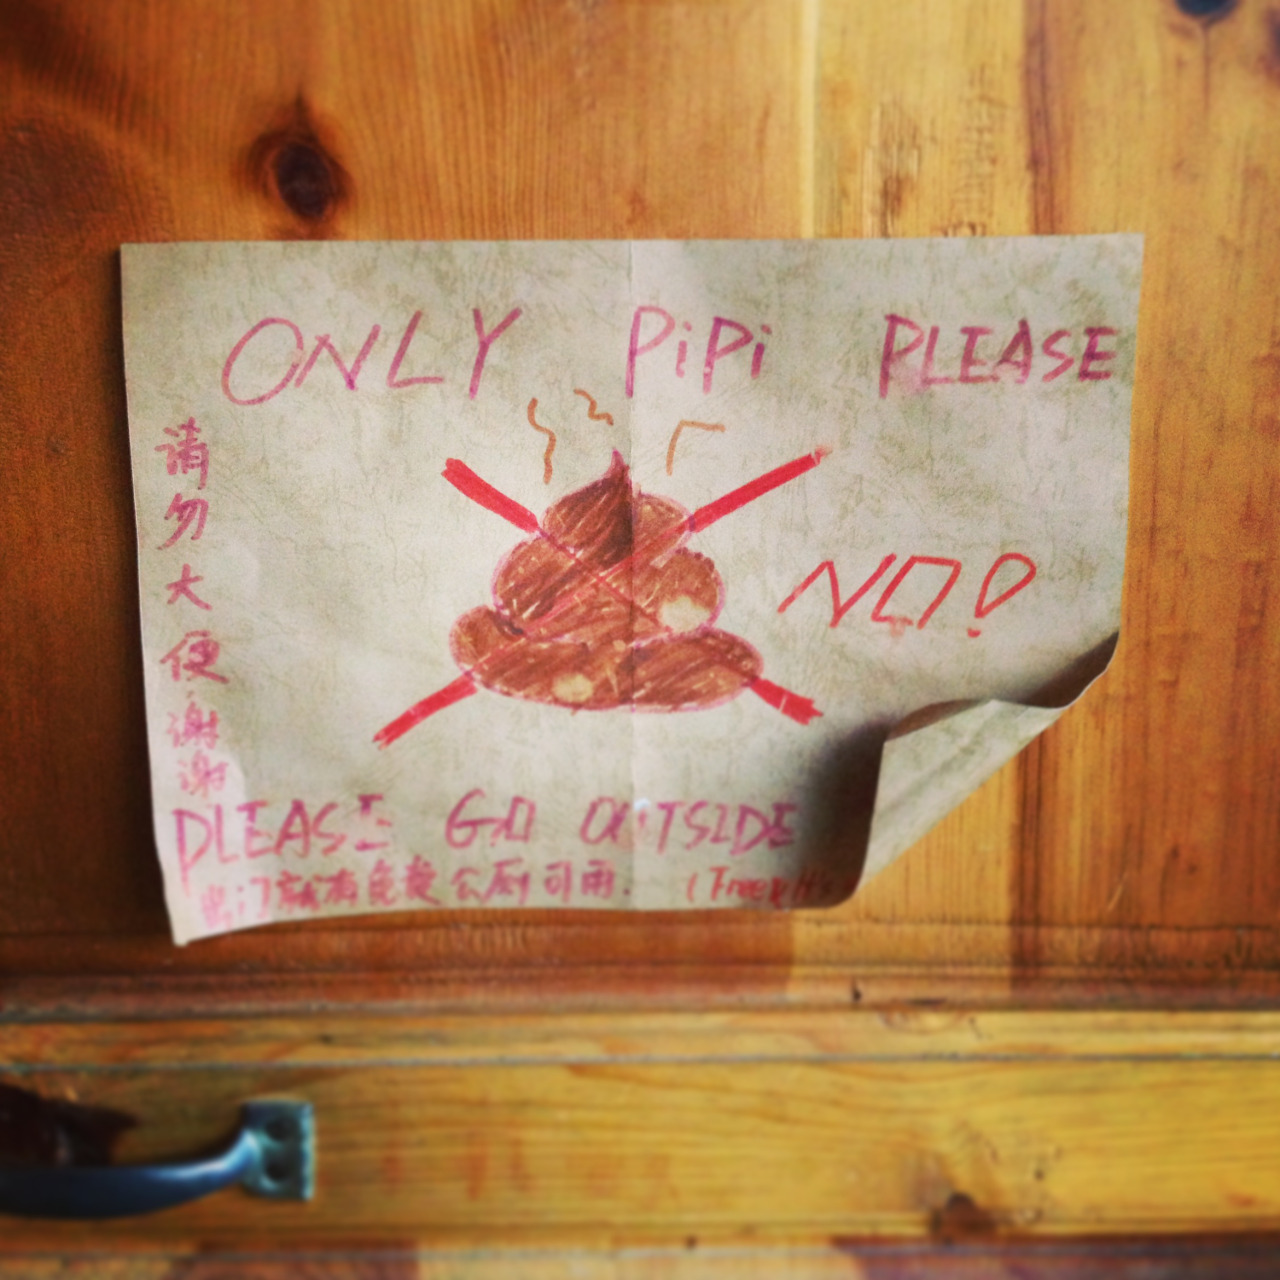 ONLY PiPi PLEASE
请勿大便谢谢
NO!
PLEASE GO OUTSIDE
出门就有免费公厕可用. (Free